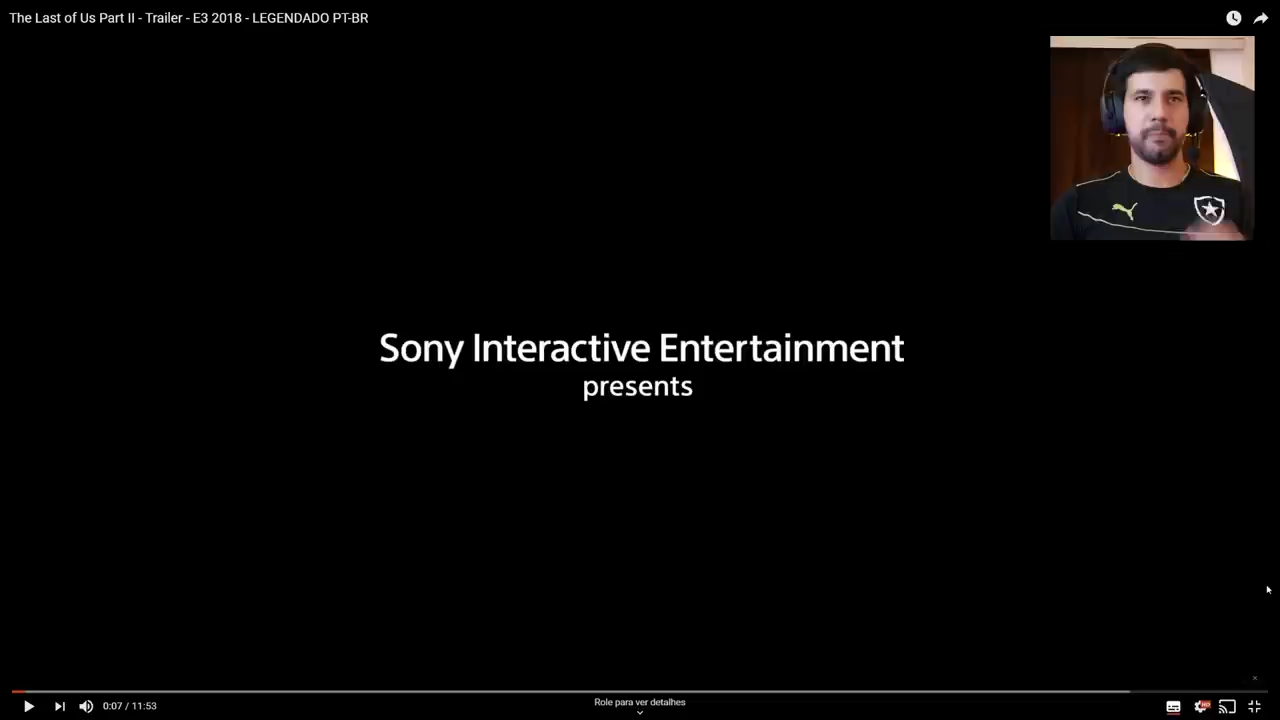 The Last of Us Part II - Trailer - E3 2018 - LEGENDADO PT-BR
Sony Interactive Entertainment
presents
Role para ver detalhes
0:07 / 11:53
HD